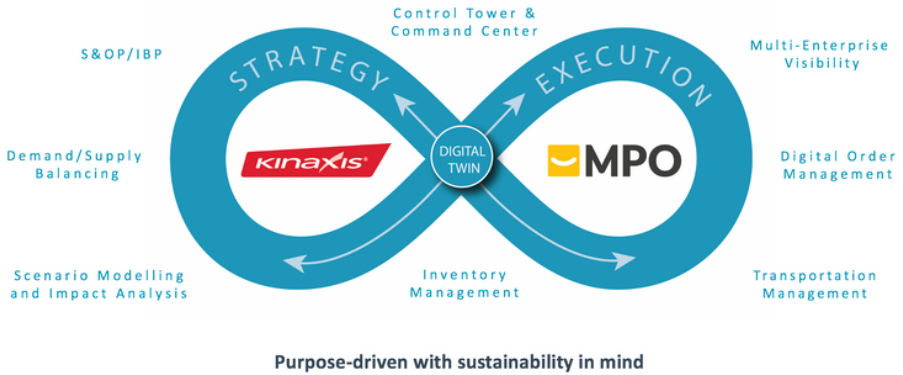 Control Tower &
Command Center
S&OP/IBP
Multi-Enterprise
Visibility
STRATEGY
EXECUTION
Demand/Supply
Balancing
KINAXIS®
DIGITAL
TWIN
MPO
Digital Order
Management
Scenario Modelling
and Impact Analysis
Inventory
Management
Transportation
Management
Purpose-driven with sustainability in mind